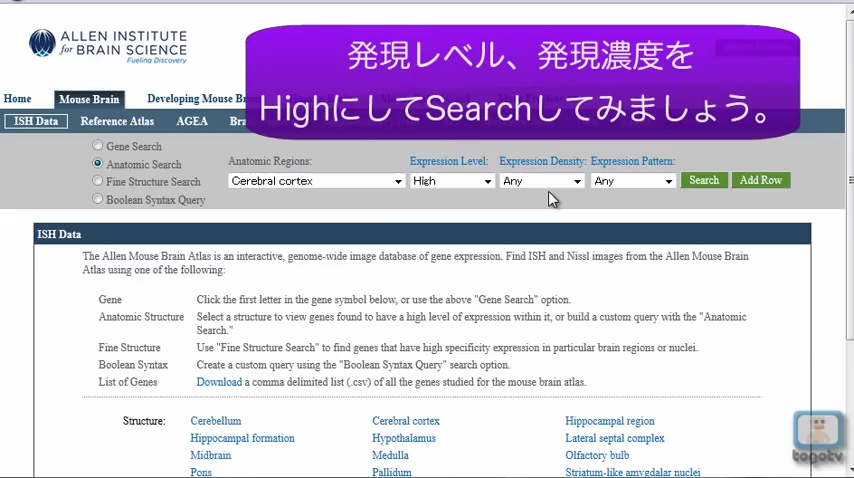 ALLEN INSTITUTE
for BRAIN SCIENCE
Fueling Discovery
発現レベル、発現濃度を
HighにしてSearchしてみましょう。
Home Mouse Brain Developing Mouse Bra
ISH Data Reference Atlas AGEA Bra
Gene Search
Anatomic Search
Fine Structure Search
Boolean Syntax Query
Anatomic Regions: Expression Level: Expression Density: Expression Pattern:
Cerebral cortex High Any Any Search Add Row
ISH Data
The Allen Mouse Brain Atlas is an interactive, genome-wide image database of gene expression. Find ISH and Nissl images from the Allen Mouse Brain
Atlas using one of the following:
Gene Click the first letter in the gene symbol below, or use the above "Gene Search" option.
Anatomic Structure Select a structure to view genes found to have a high level of expression within it, or build a custom query with the "Anatomic
Search."
Fine Structure Use "Fine Structure Search" to find genes that have high specificity expression in particular brain regions or nuclei.
Boolean Syntax Create a custom query using the "Boolean Syntax Query" search option.
List of Genes Download a comma delimited list (.csv) of all the genes studied for the mouse brain atlas.
Structure: Cerebellum Cerebral cortex Hippocampal region
Hippocampal formation Hypothalamus Lateral septal complex
Midbrain Medulla Olfactory bulb
Pons Pallidum Striatum-like amygdalar nuclei
togotv